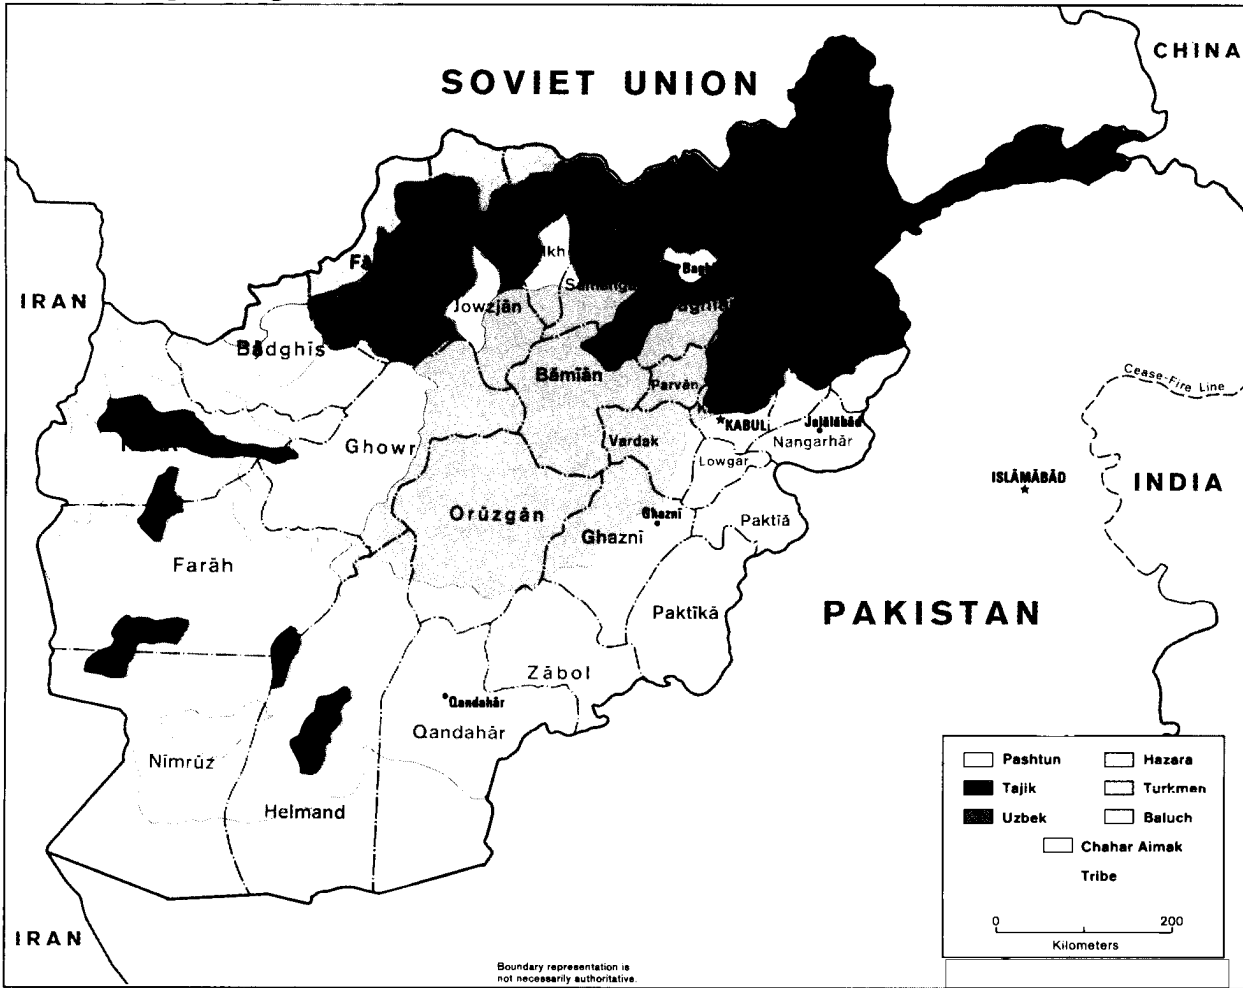 CHINA
SOVIET UNION
IRAN
Jowzjān
Bādghīs
Bāmīān
Parvān
Cease-Fire Line
Ghowr
Vardak
KABUL
Jalālābād
Nangarhār
Lowgar
ISLĀMĀBĀD
INDIA
Orūzgān
Ghaznī
Ghaznī
Paktīā
Farāh
Paktīkā
PAKISTAN
Zābol
Qandahār
Qandahār
Nīmrūz
Helmand
Pashtun
Hazara
Tajik
Turkmen
Uzbek
Baluch
Chahar Aimak
Tribe
0 200
Kilometers
IRAN
Boundary representation is
not necessarily authoritative.